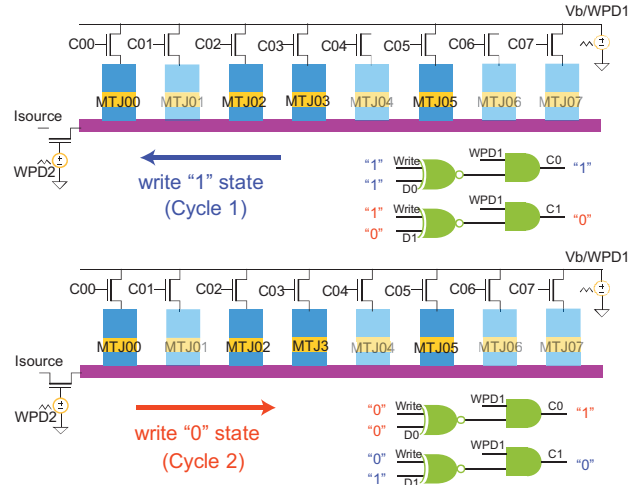 Vb/WPD1
C00 C01 C02 C03 C04 C05 C06 C07
MTJ00 MTJ01 MTJ02 MTJ03 MTJ04 MTJ05 MTJ06 MTJ07
Isource
WPD2
write “1” state
(Cycle 1)
“1” Write WPD1 C0 “1”
“1” D0
“1” Write WPD1 C1 “0”
“0” D1
Vb/WPD1
C00 C01 C02 C03 C04 C05 C06 C07
MTJ00 MTJ01 MTJ02 MTJ3 MTJ04 MTJ05 MTJ06 MTJ07
Isource
WPD2
write “0” state
(Cycle 2)
“0” Write WPD1 C0 “1”
“0” D0
“0” Write WPD1 C1 “0”
“1” D1